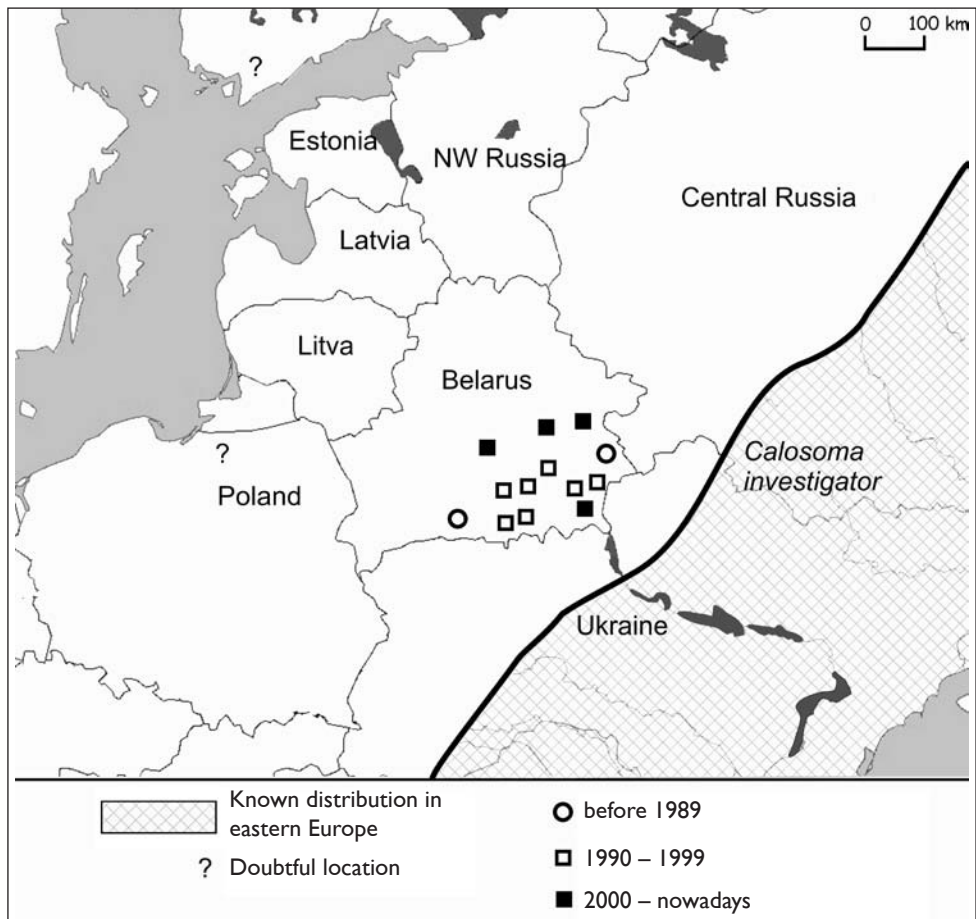 0 100 km
?
Estonia
NW Russia
Central Russia
Latvia
Litva
Belarus
Calosoma
investigator
?
Poland
Ukraine
Known distribution in
eastern Europe
? Doubtful location
before 1989
1990 – 1999
2000 – nowadays